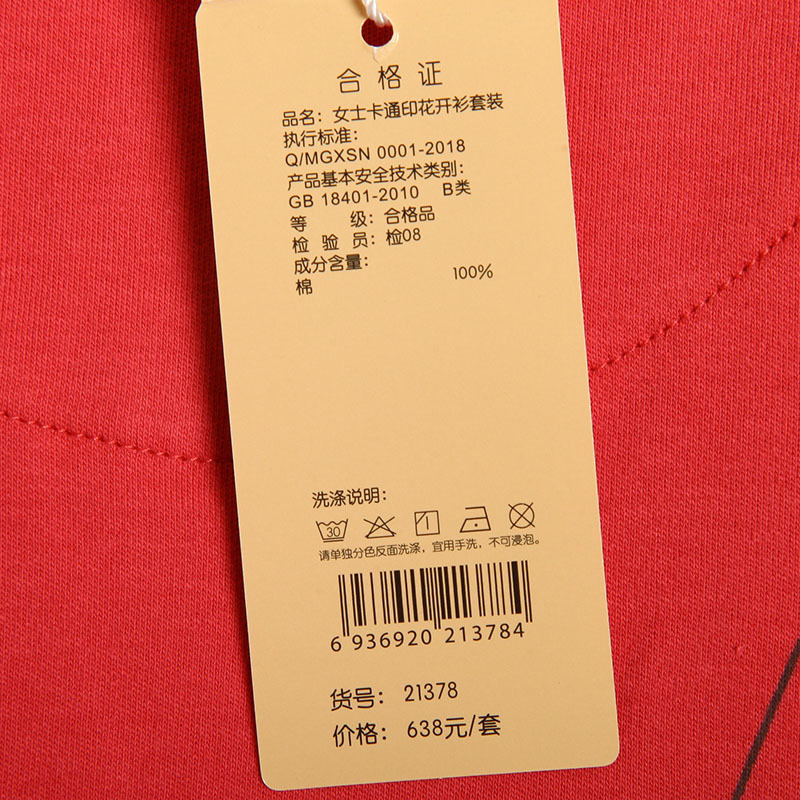 合格证
品名：女士卡通印花开衫套装
执行标准：
Q/MGXSN 0001-2018
产品基本安全技术类别：
GB 18401-2010 B类
等 级：合格品
检 验 员：检08
成分含量：
棉 100%
洗涤说明：
30
请单独分色反面洗涤，宜用手洗，不可浸泡。
6 936920 213784
货号： 21378
价格： 638元/套